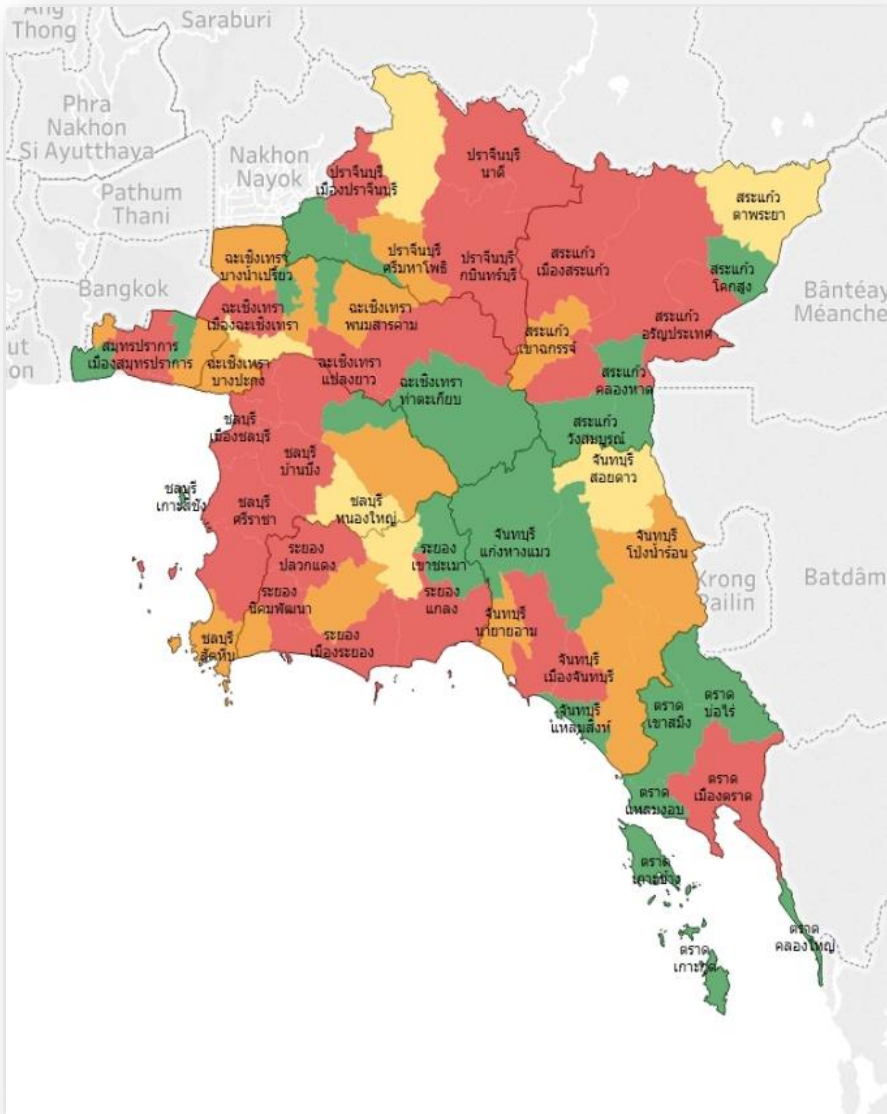 Thong
Saraburi
Phra
Nakhon
Si Ayutthaya
Nakhon
Nayok
Pathum
Thani
Bangkok
Bântéay
Méanche
Krong
Pailin
Batdâm
ปราจีนบุรี
นาดี
ปราจีนบุรี
เมืองปราจีนบุรี
สระแก้ว
ตาพระยา
ปราจีนบุรี
ศรีมหาโพธิ
ปราจีนบุรี
กบินทร์บุรี
สระแก้ว
เมืองสระแก้ว
สระแก้ว
โคกสูง
ฉะเชิงเทรา
บางน้ำเปรี้ยว
ฉะเชิงเทรา
เมืองฉะเชิงเทรา
ฉะเชิงเทรา
พนมสารคาม
สระแก้ว
อรัญประเทศ
สระแก้ว
เขาฉกรรจ์
สมุทรปราการ
เมืองสมุทรปราการ
ฉะเชิงเทรา
บางปะกง
ฉะเชิงเทรา
แปลงยาว
ฉะเชิงเทรา
ท่าตะเกียบ
สระแก้ว
คลองหาด
สระแก้ว
วังสมบูรณ์
ชลบุรี
เมืองชลบุรี
ชลบุรี
บ้านบึง
จันทบุรี
สอยดาว
ชลบุรี
เกาะสีชัง
ชลบุรี
ศรีราชา
ชลบุรี
หนองใหญ่
จันทบุรี
แก่งหางแมว
จันทบุรี
โป่งน้ำร้อน
ระยอง
ปลวกแดง
ระยอง
เขาชะเมา
ระยอง
นิคมพัฒนา
ระยอง
แกลง
จันทบุรี
นายายอาม
ชลบุรี
สัตหีบ
ระยอง
เมืองระยอง
จันทบุรี
เมืองจันทบุรี
จันทบุรี
แหลมสิงห์
ตราด
เขาสมิง
ตราด
บ่อไร่
ตราด
แหลมงอบ
ตราด
เมืองตราด
ตราด
เกาะช้าง
ตราด
เกาะกูด
ตราด
คลองใหญ่